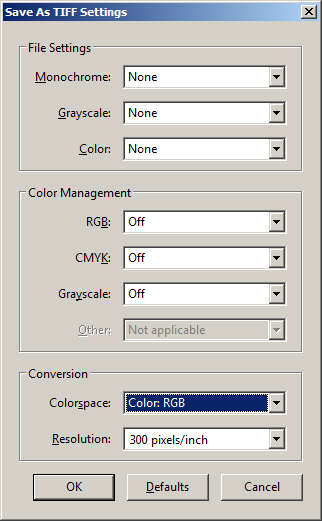 Save As TIFF Settings
File Settings
Monochrome: None
Grayscale: None
Color: None
Color Management
RGB: Off
CMYK: Off
Grayscale: Off
Other: Not applicable
Conversion
Colorspace: Color: RGB
Resolution: 300 pixels/inch
OK Defaults Cancel